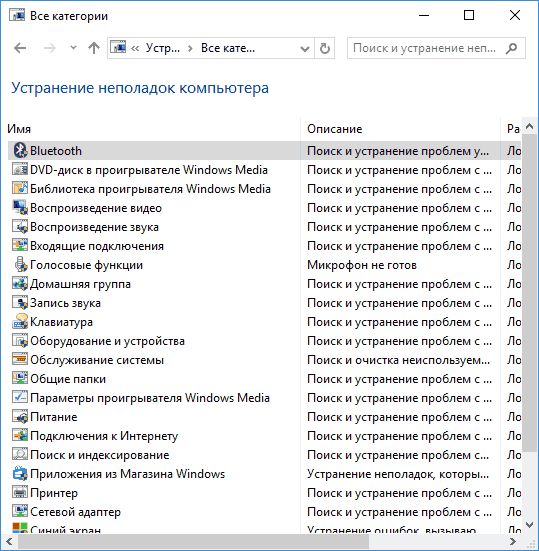 Все категории
« Устр... Все кате... Поиск и устранение неп...
Устранение неполадок компьютера
Имя Описание Ра
Bluetooth Поиск и устранение проблем у... Ло
DVD-диск в проигрывателе Windows Media Поиск и устранение проблем с ... Ло
Библиотека проигрывателя Windows Media Поиск и устранение проблем с ... Ло
Воспроизведение видео Поиск и устранение проблем с ... Ло
Воспроизведение звука Поиск и устранение проблем с ... Ло
Входящие подключения Поиск и устранение проблем с ... Ло
Голосовые функции Микрофон не готов Ло
Домашняя группа Поиск и устранение проблем с ... Ло
Запись звука Поиск и устранение проблем с ... Ло
Клавиатура Поиск и устранение проблем с ... Ло
Оборудование и устройства Поиск и устранение проблем с ... Ло
Обслуживание системы Поиск и очистка неиспользуем... Ло
Общие папки Поиск и устранение проблем с ... Ло
Параметры проигрывателя Windows Media Поиск и устранение проблем с ... Ло
Питание Поиск и устранение проблем с ... Ло
Подключения к Интернету Поиск и устранение проблем с ... Ло
Поиск и индексирование Поиск и устранение проблем с ... Ло
Приложения из Магазина Windows Устранение неполадок, которы... Ло
Принтер Поиск и устранение проблем с ... Ло
Сетевой адаптер Поиск и устранение проблем с ... Ло
Синий экран Устранение ошибок, вызываю... Ло